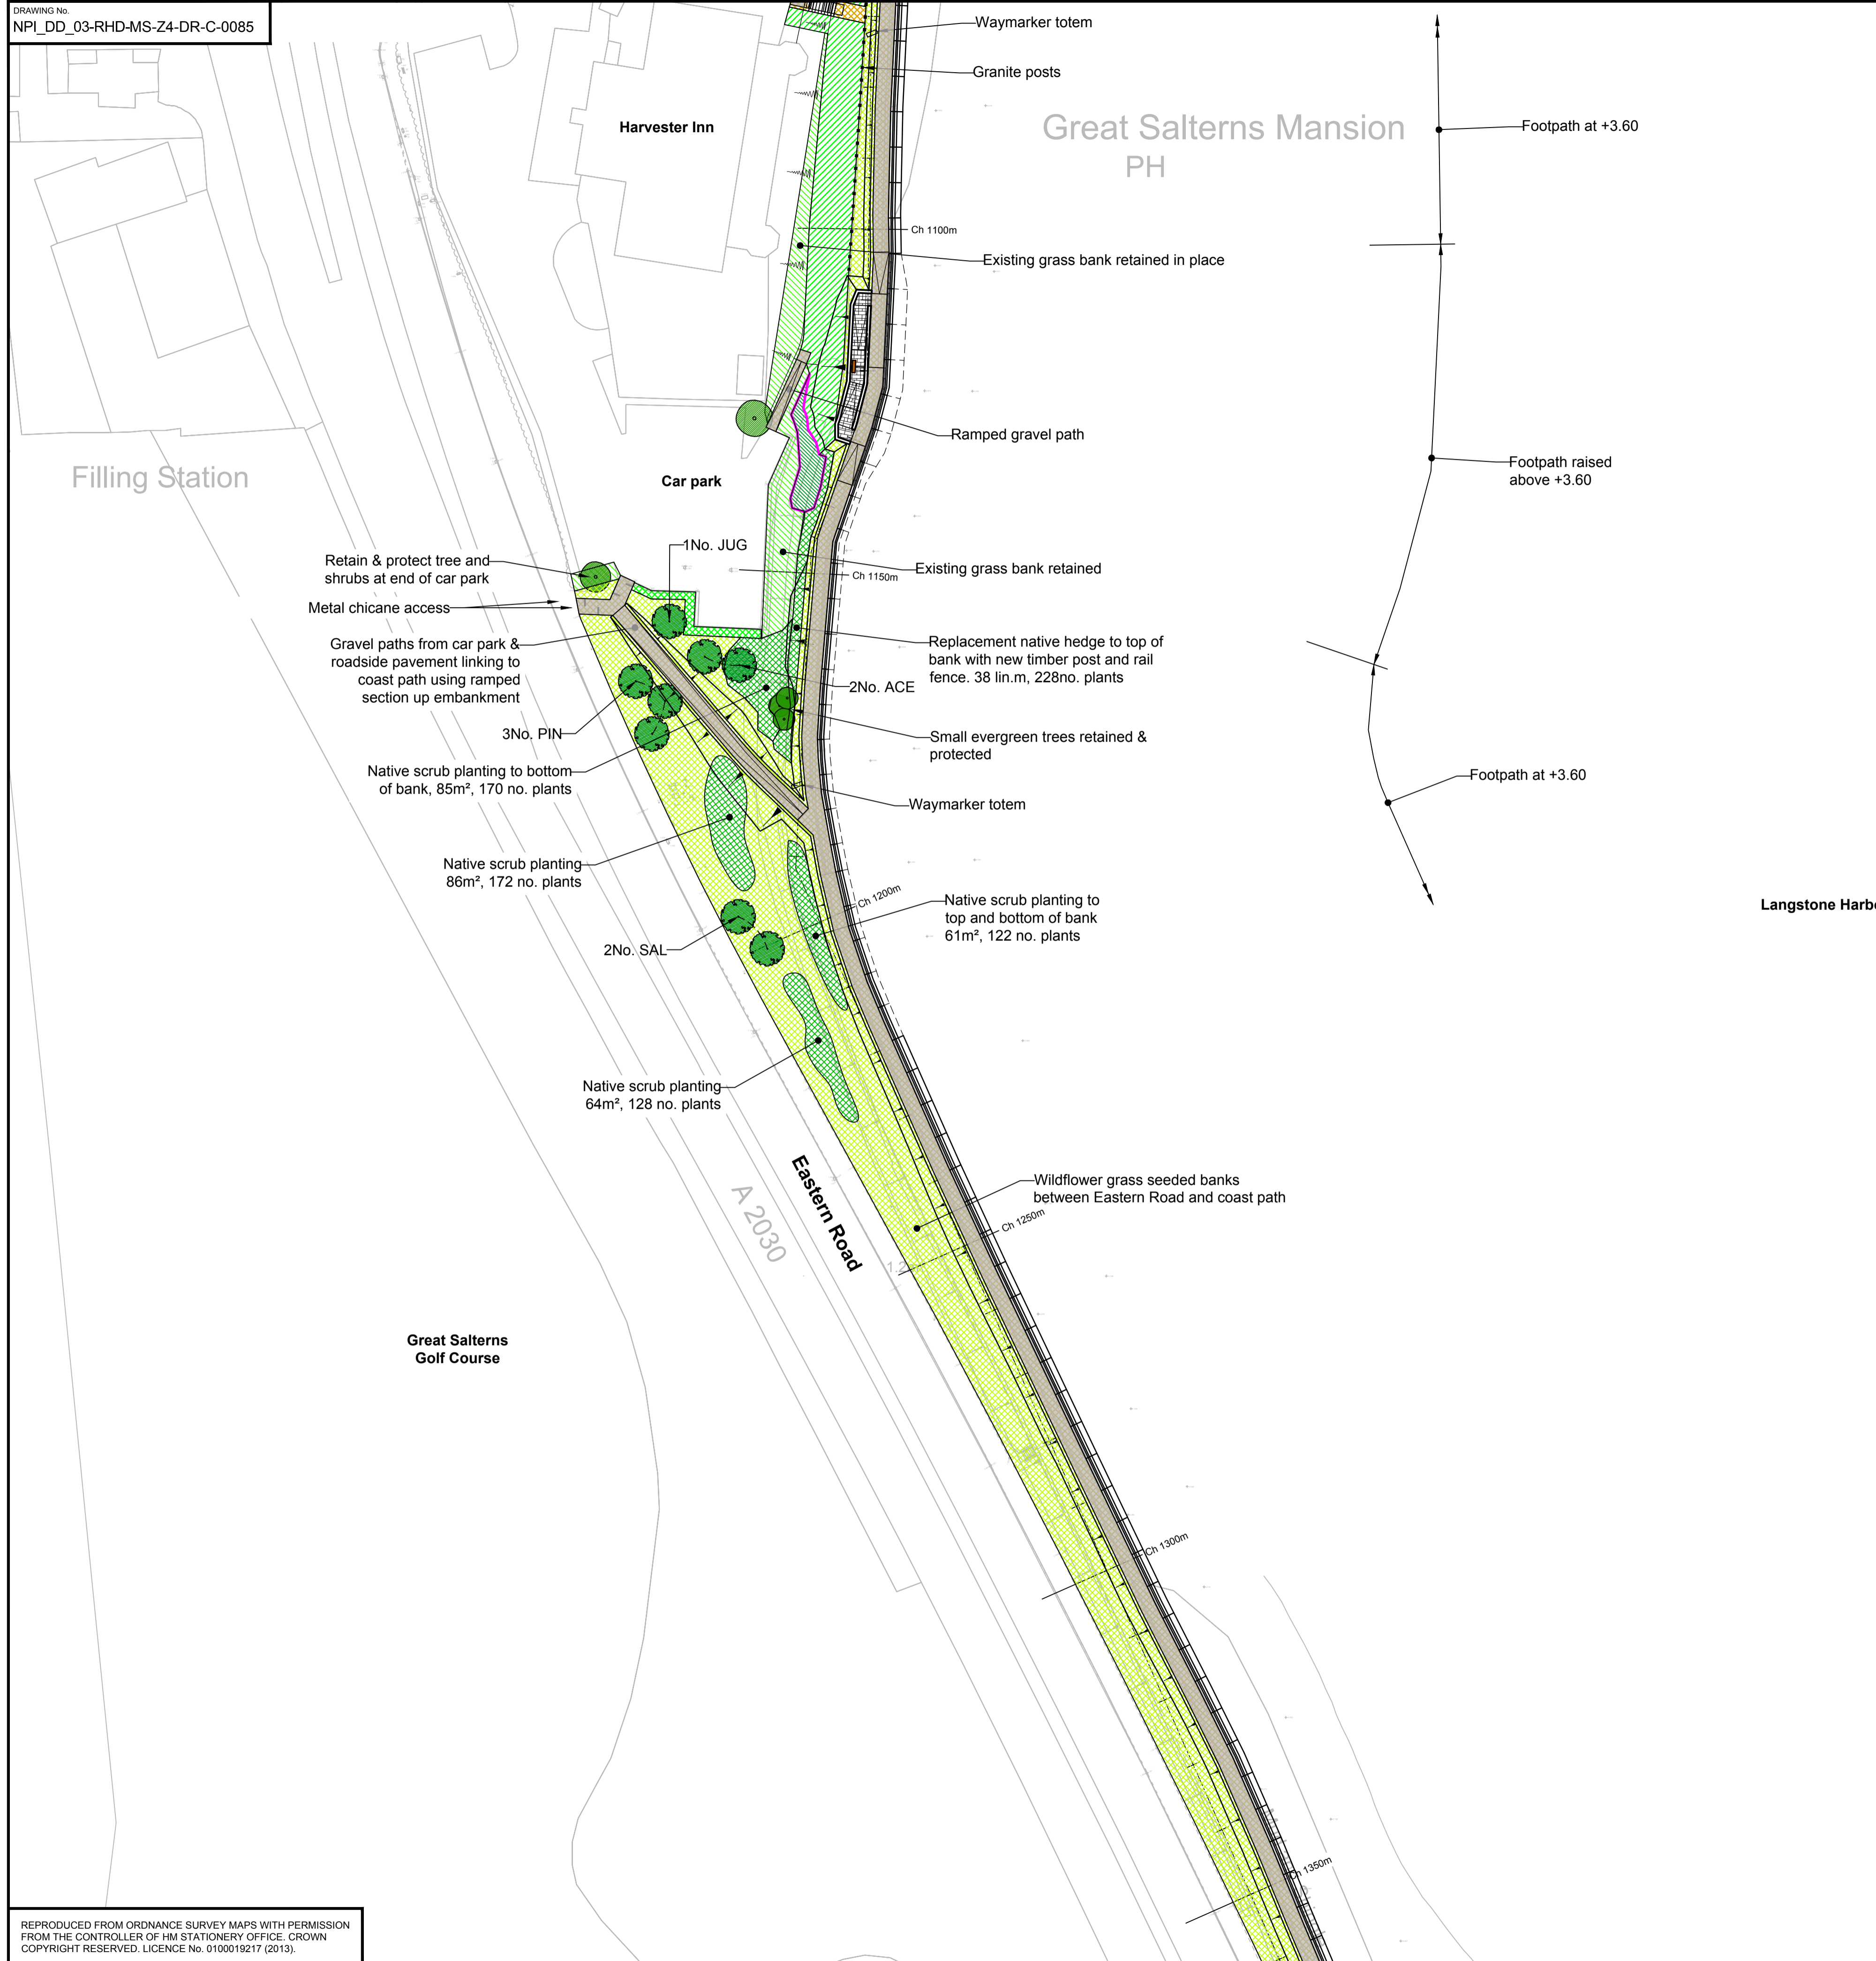 DRAWING No.
NPI_DD_03-RHD-MS-Z4-DR-C-0085
Waymarker totem
Granite posts
Harvester Inn
Great Salterns Mansion
PH
Footpath at +3.60
Ch 1100m
Existing grass bank retained in place
Ramped gravel path
Filling Station
Car park
Footpath raised
above +3.60
1No. JUG
Retain & protect tree and
shrubs at end of car park
Existing grass bank retained
Ch 1150m
Metal chicane access
Gravel paths from car park &
roadside pavement linking to
coast path using ramped
section up embankment
Replacement native hedge to top of
bank with new timber post and rail
fence. 38 lin.m, 228no. plants
2No. ACE
3No. PIN
Small evergreen trees retained &
protected
Native scrub planting to bottom
of bank, 85m², 170 no. plants
Footpath at +3.60
Waymarker totem
Native scrub planting
86m², 172 no. plants
Ch 1200m
Native scrub planting to
top and bottom of bank
61m², 122 no. plants
Langstone Harb
2No. SAL
Native scrub planting
64m², 128 no. plants
Eastern Road
A 2030
Wildflower grass seeded banks
between Eastern Road and coast path
Ch 1250m
Great Salterns
Golf Course
Ch 1300m
Ch 1350m
REPRODUCED FROM ORDNANCE SURVEY MAPS WITH PERMISSION
FROM THE CONTROLLER OF HM STATIONERY OFFICE. CROWN
COPYRIGHT RESERVED. LICENCE No. 0100019217 (2013).